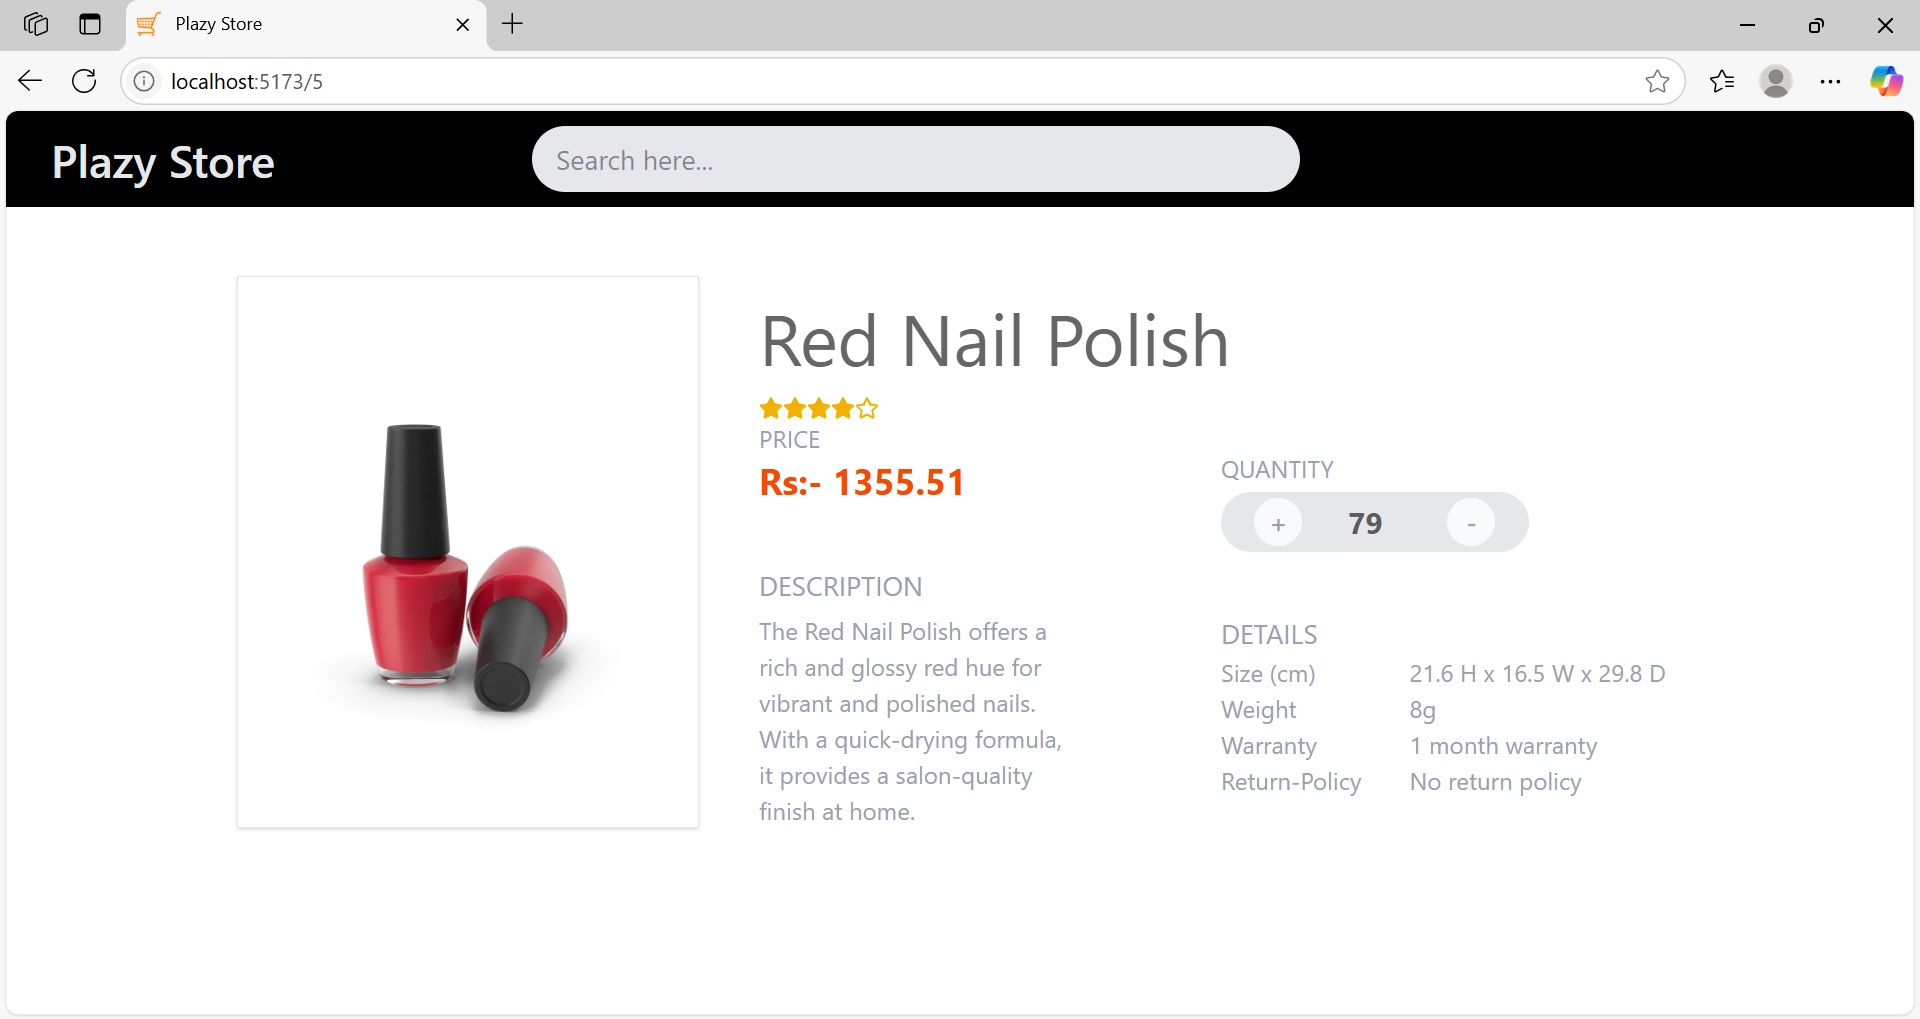 Plazy Store
localhost:5173/5
Plazy Store
Search here...
Red Nail Polish
PRICE
Rs:- 1355.51
QUANTITY
+ 79 -
DESCRIPTION
The Red Nail Polish offers a
rich and glossy red hue for
vibrant and polished nails.
With a quick-drying formula,
it provides a salon-quality
finish at home.
DETAILS
Size (cm) 21.6 H x 16.5 W x 29.8 D
Weight 8g
Warranty 1 month warranty
Return-Policy No return policy